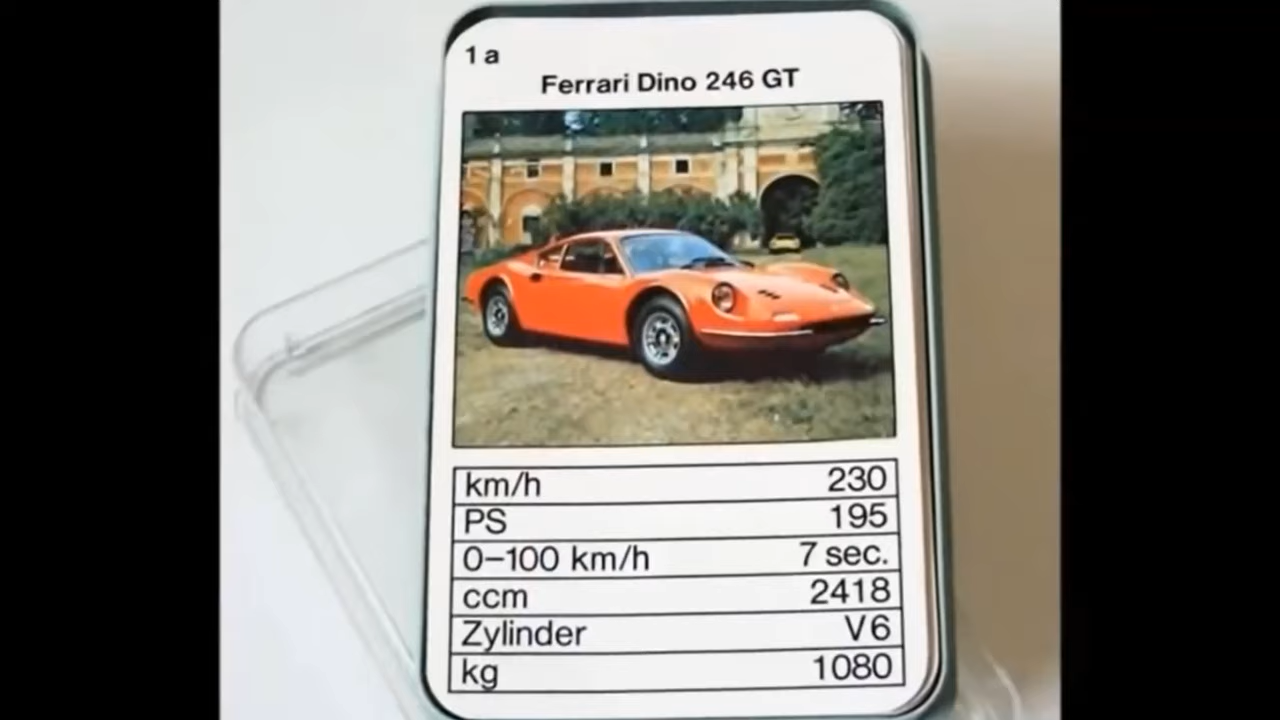 1 a
Ferrari Dino 246 GT
km/h 230
PS 195
0–100 km/h 7 sec.
ccm 2418
Zylinder V 6
kg 1080